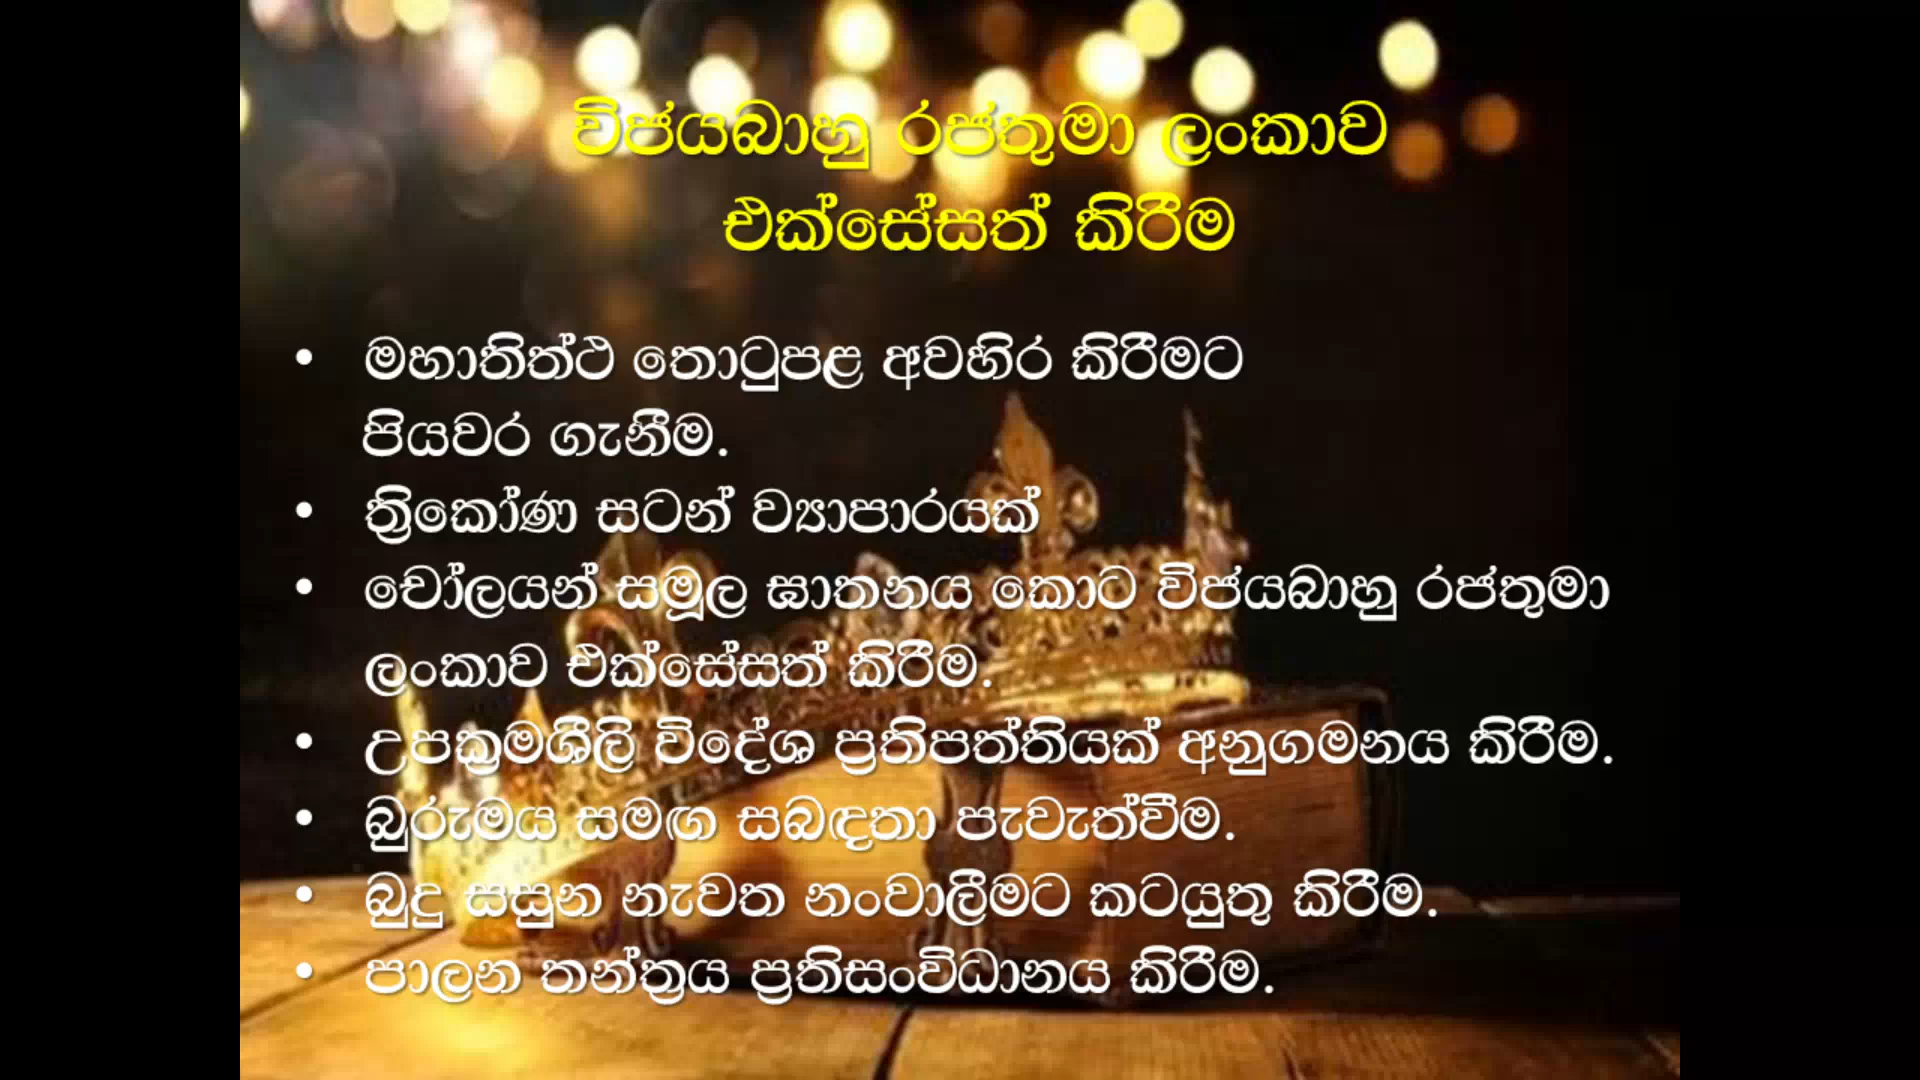 විජයබාහු රජතුමා ලංකාව
එක්සේසත් කිරීම
• මහාතිත්ථ තොටුපළ අවහිර කිරීමට
පියවර ගැනීම.
• ත්‍රිකෝණ සටන් ව්‍යාපාරයක්
• චෝලයන් සමූල ඝාතනය කොට විජයබාහු රජතුමා
ලංකාව එක්සේසත් කිරීම.
• උපක්‍රමශීලි විදේශ ප්‍රතිපත්තියක් අනුගමනය කිරීම.
• බුරුමය සමඟ සබඳතා පැවැත්වීම.
• බුදු සසුන නැවත නංවාලීමට කටයුතු කිරීම.
• පාලන තන්ත්‍රය ප්‍රතිසංවිධානය කිරීම.